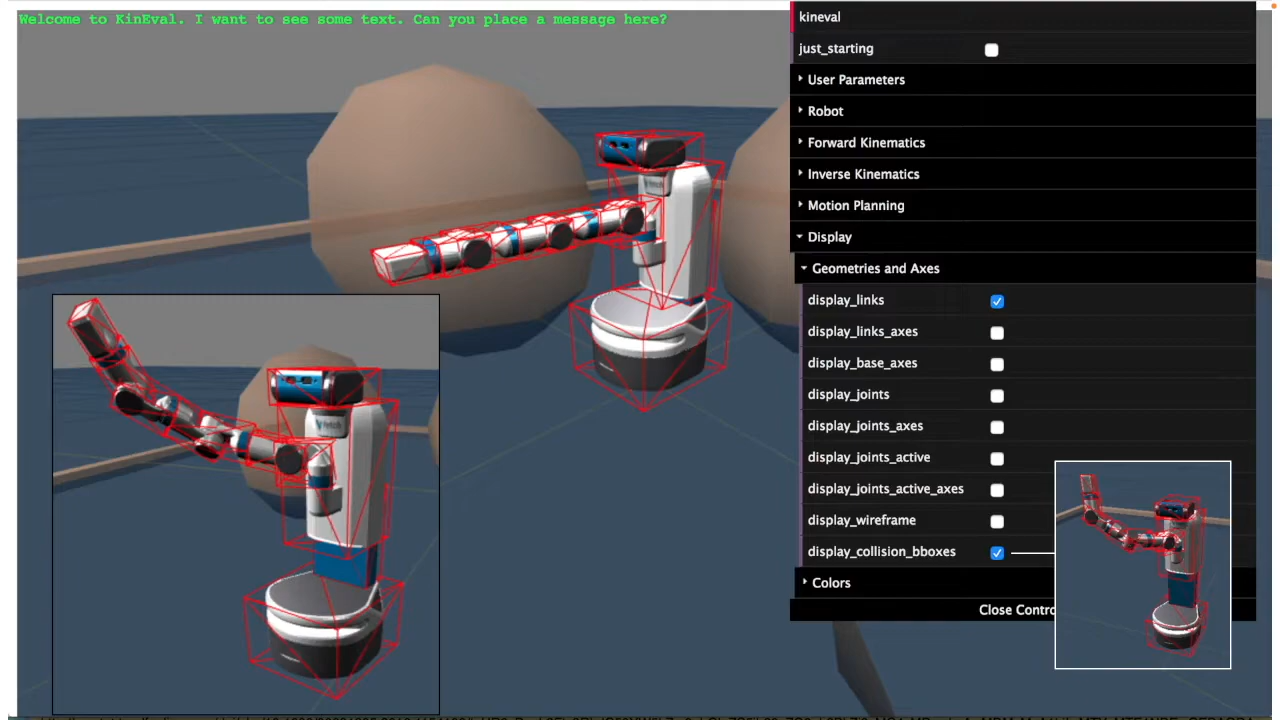 Welcome to KinEval. I want to see some text. Can you place a message here?
kineval
just_starting
User Parameters
Robot
Forward Kinematics
Inverse Kinematics
Motion Planning
Display
Geometries and Axes
display_links
display_links_axes
display_base_axes
display_joints
display_joints_axes
display_joints_active
display_joints_active_axes
display_wireframe
display_collision_bboxes
Colors
Close